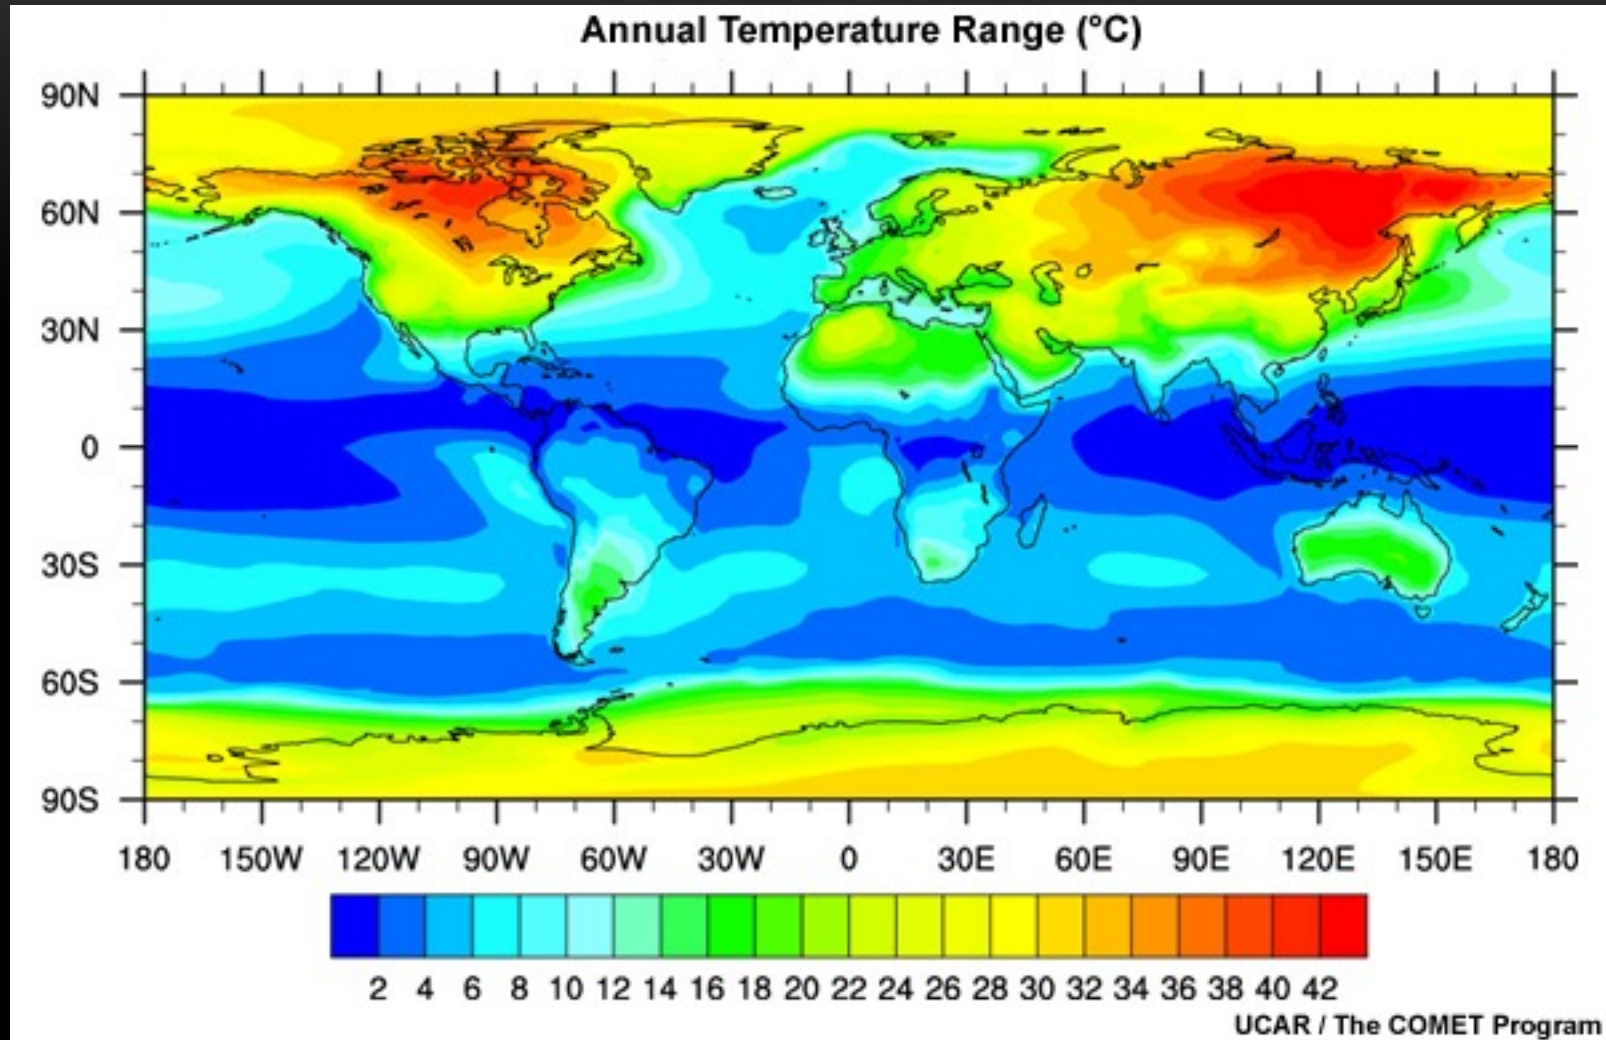 Annual Temperature Range (°C)
90N
60N
30N
0
30S
60S
90S
180 150W 120W 90W 60W 30W 0 30E 60E 90E 120E 150E 180
2 4 6 8 10 12 14 16 18 20 22 24 26 28 30 32 34 36 38 40 42
UCAR / The COMET Program